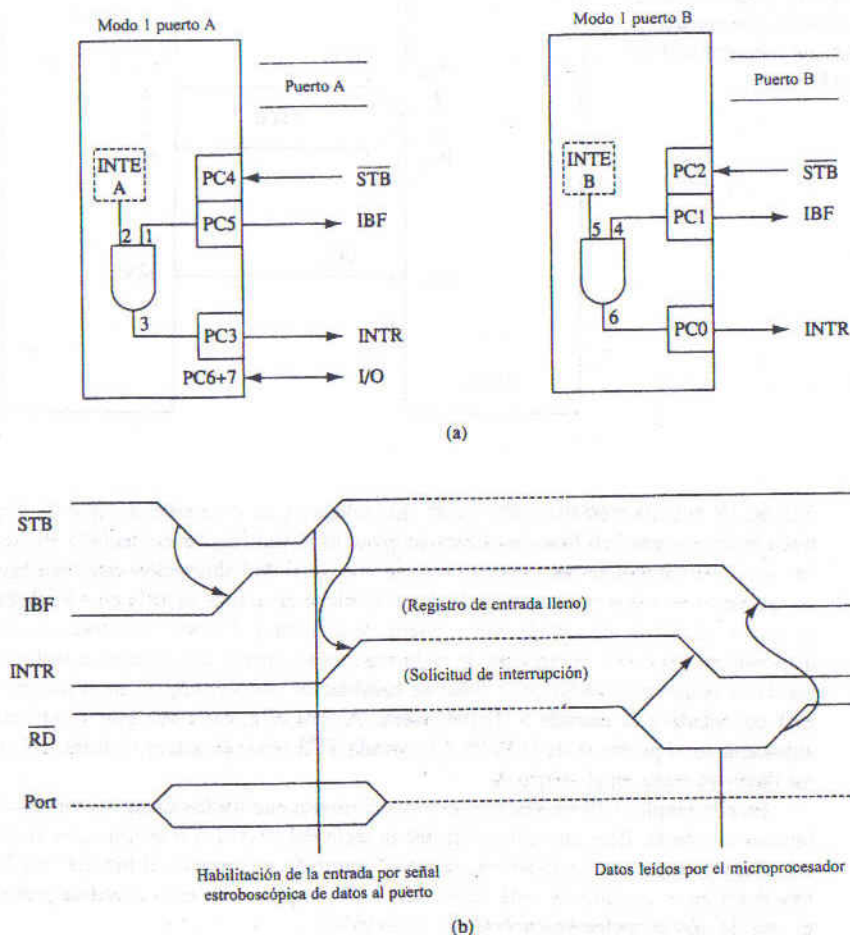 Modo 1 puerto A
Puerto A
INTE
A
PC4
STB
PC5
IBF
2
1
3
PC3
INTR
PC6+7
I/O
Modo 1 puerto B
Puerto B
INTE
B
PC2
STB
PC1
IBF
5
4
6
PC0
INTR
(a)
STB
IBF
(Registro de entrada lleno)
INTR
(Solicitud de interrupción)
RD
Port
Habilitación de la entrada por señal
estroboscópica de datos al puerto
Datos leídos por el microprocesador
(b)